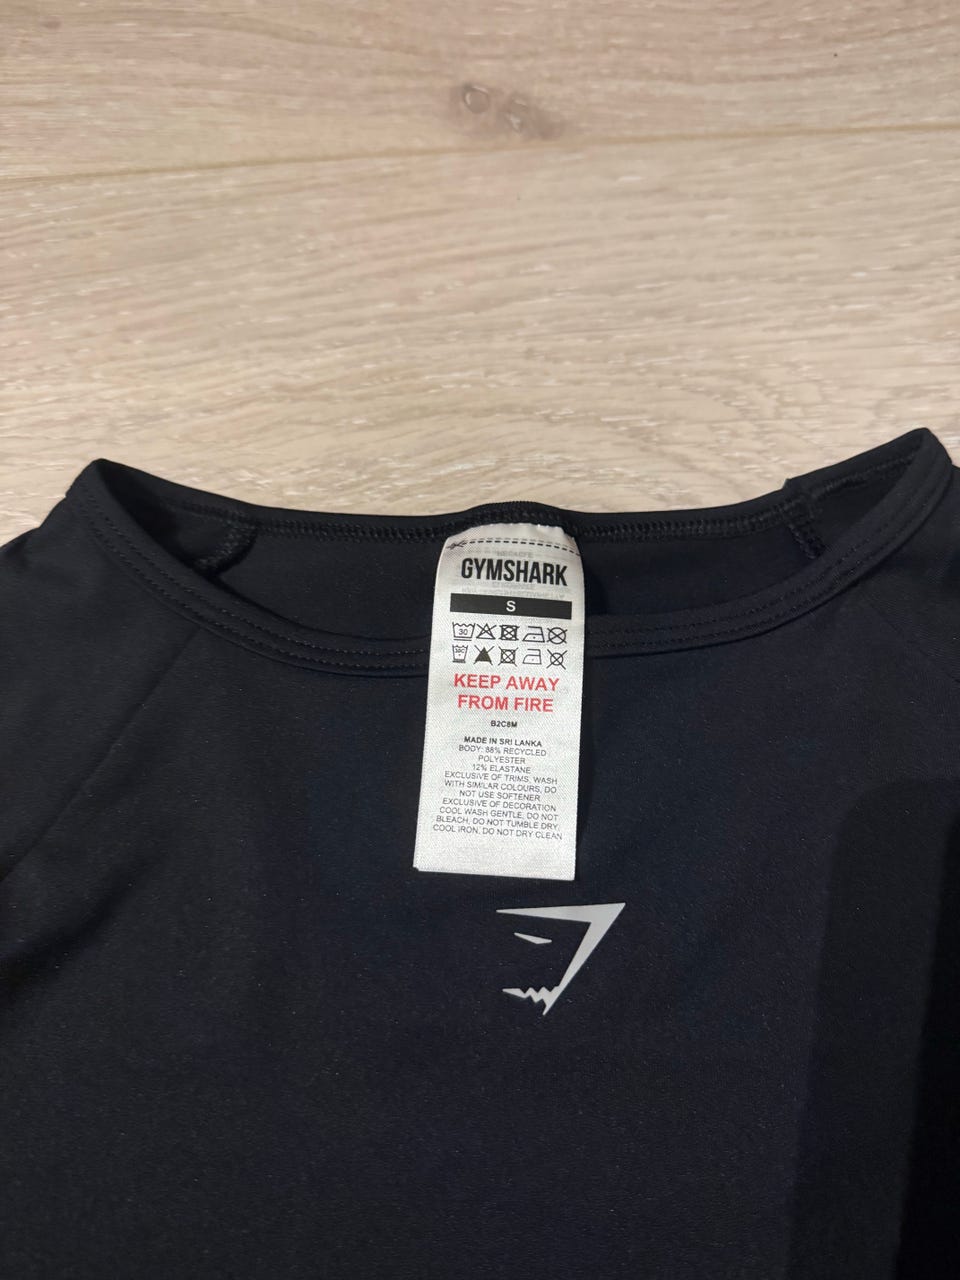 GYMSHARK
S
30
30
KEEP AWAY
FROM FIRE
B2C8M
MADE IN SRI LANKA
BODY: 88% RECYCLED
POLYESTER
12% ELASTANE
EXCLUSIVE OF TRIMS, WASH
WITH SIMILAR COLOURS, DO
NOT USE SOFTENER
EXCLUSIVE OF DECORATION
COOL WASH GENTLE, DO NOT
BLEACH, DO NOT TUMBLE DRY,
COOL IRON, DO NOT DRY CLEAN